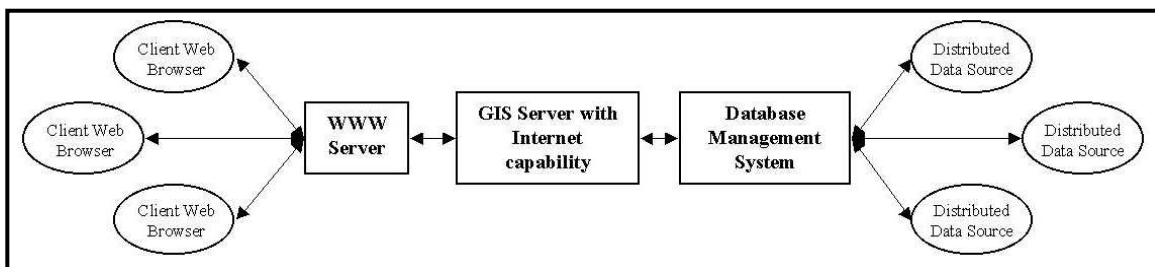 Client Web
Browser
Client Web
Browser
Client Web
Browser
WWW
Server
GIS Server with
Internet
capability
Database
Management
System
Distributed
Data Source
Distributed
Data Source
Distributed
Data Source